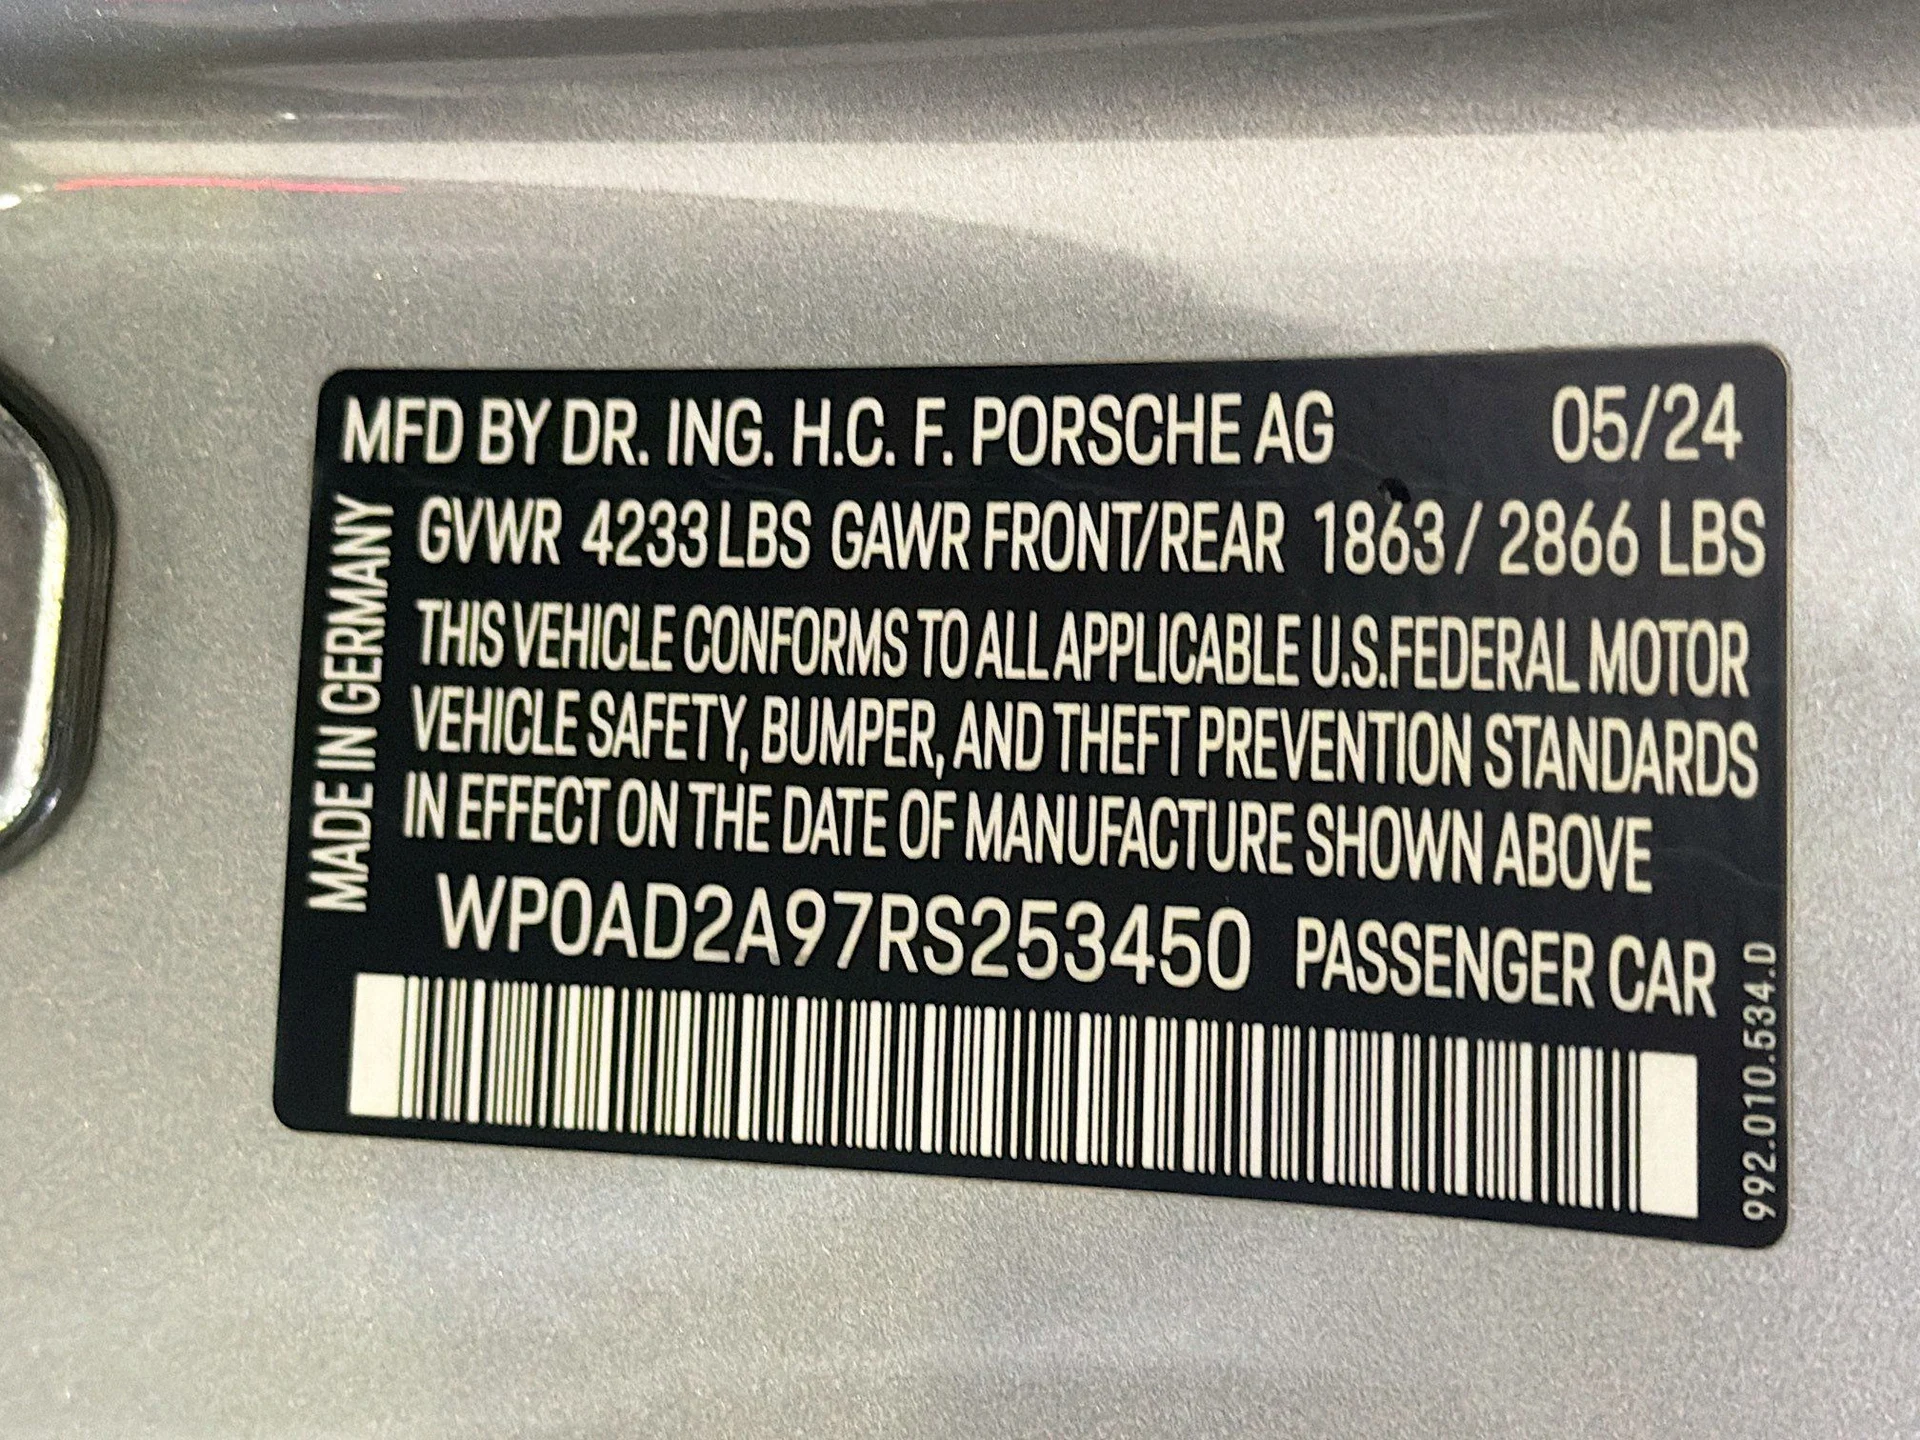 MFD BY DR. ING. H.C. F. PORSCHE AG 05/24
GVWR 4233 LBS GAWR FRONT/REAR 1863 / 2866 LBS
THIS VEHICLE CONFORMS TO ALL APPLICABLE U.S.FEDERAL MOTOR
VEHICLE SAFETY, BUMPER, AND THEFT PREVENTION STANDARDS
IN EFFECT ON THE DATE OF MANUFACTURE SHOWN ABOVE
WP0AD2A97RS253450 PASSENGER CAR
MADE IN GERMANY
992.010.534.D